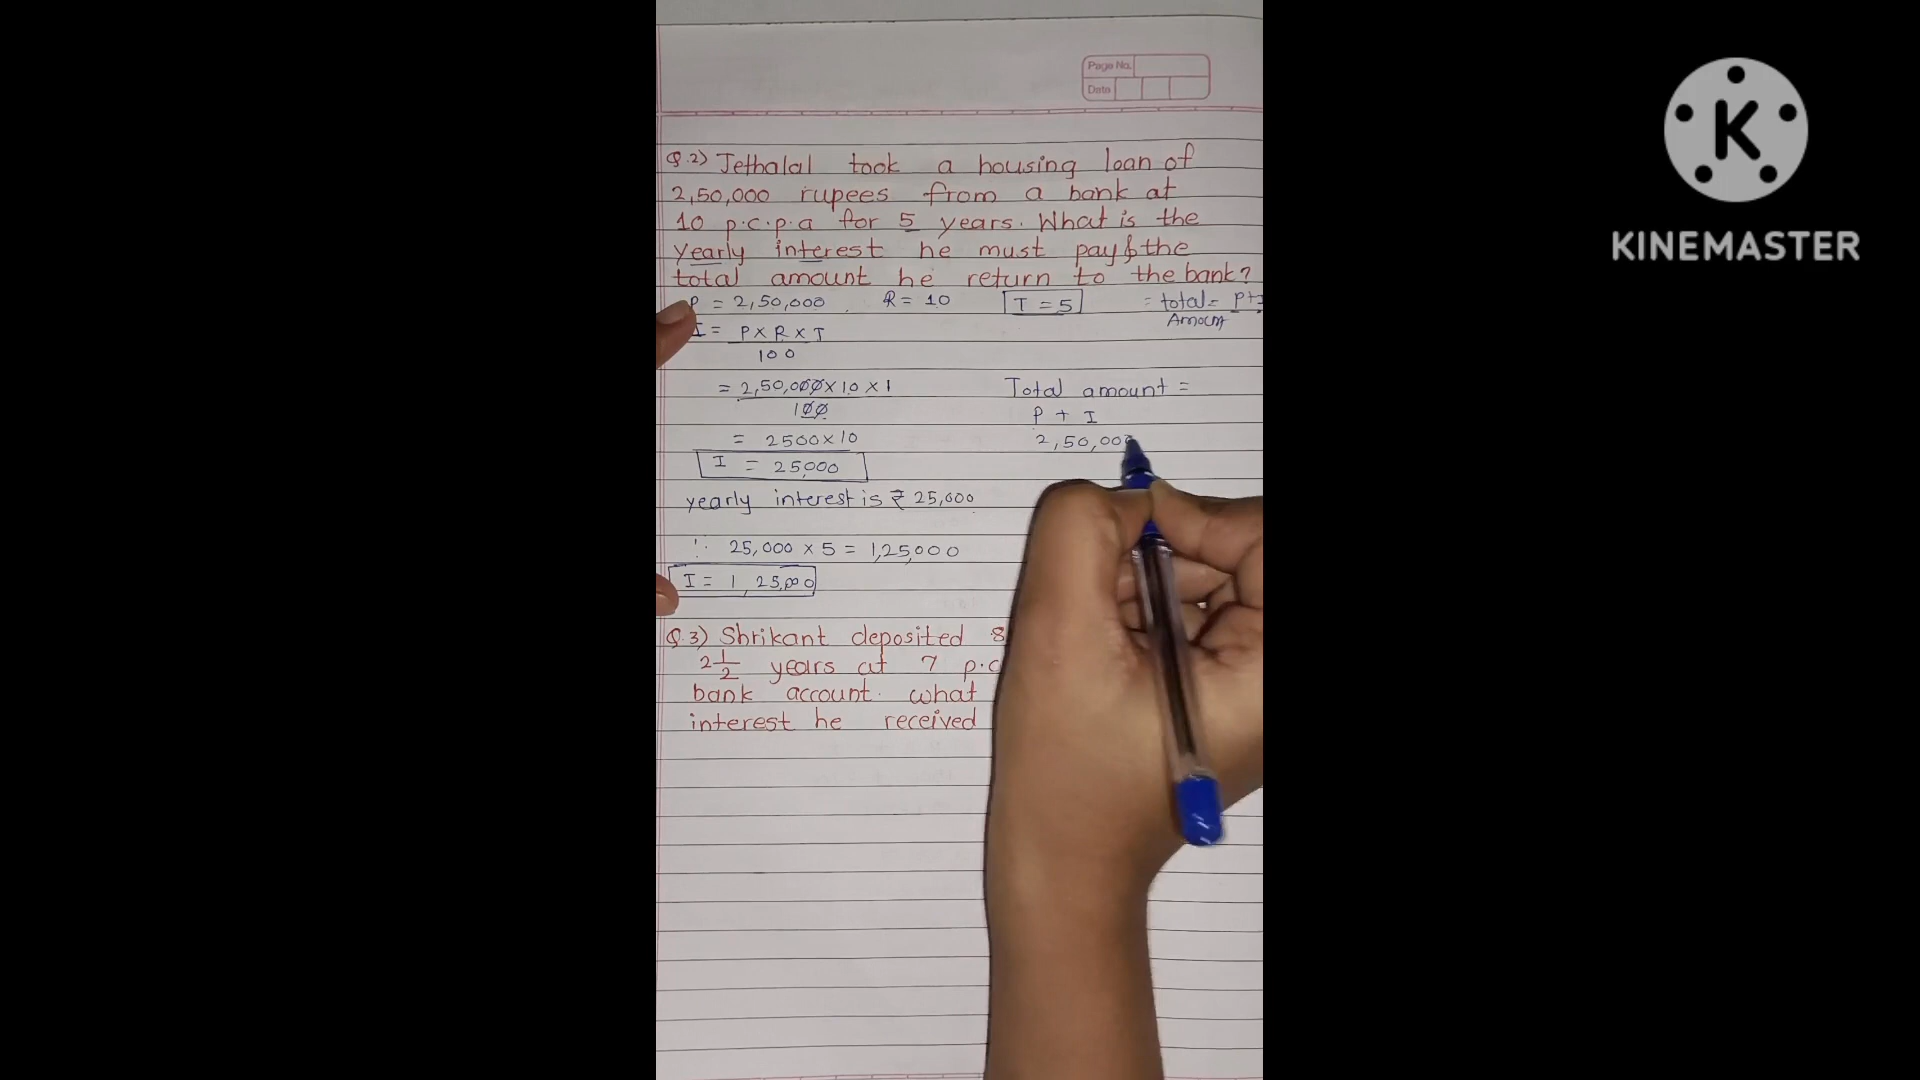 Page No.
Date
Q.2) Jethalal took a housing loan of
2,50,000 rupees from a bank at
10 p.c.p.a for 5 years. What is the
yearly interest he must pay & the
total amount he return to the bank?
P = 2,50,000 R = 10 T = 5 = total = P+I
Amount
I = P × R × T
100
= 2,50,000 × 10 × 1
100
= 2500 × 10
I = 25,000
yearly interest is ₹ 25,000
∴ 25,000 × 5 = 1,25,000
I = 1,25,000
Total amount =
P + I
2,50,000
Q.3) Shrikant deposited 8
2 1/2 years at 7 p.c
bank account. what
interest he received
K
KINEMASTER